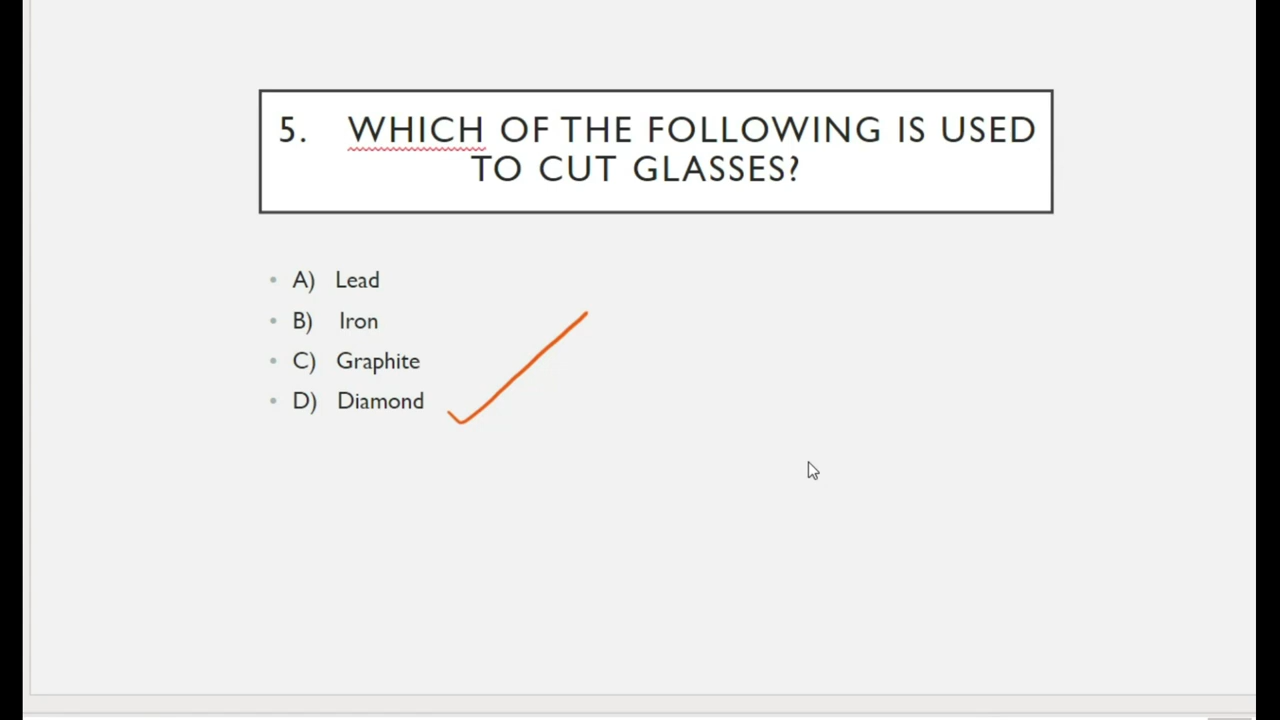 5. WHICH OF THE FOLLOWING IS USED
TO CUT GLASSES?
• A) Lead
• B) Iron
• C) Graphite
• D) Diamond